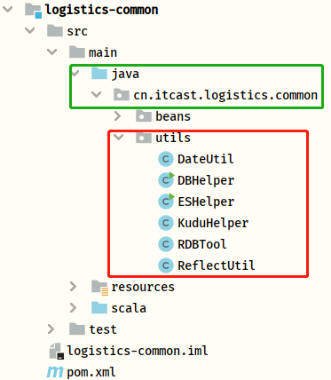 logistics-common
src
main
java
cn.itcast.logistics.common
beans
utils
DateUtil
DBHelper
ESHelper
KuduHelper
RDBTool
ReflectUtil
resources
scala
test
logistics-common.iml
pom.xml